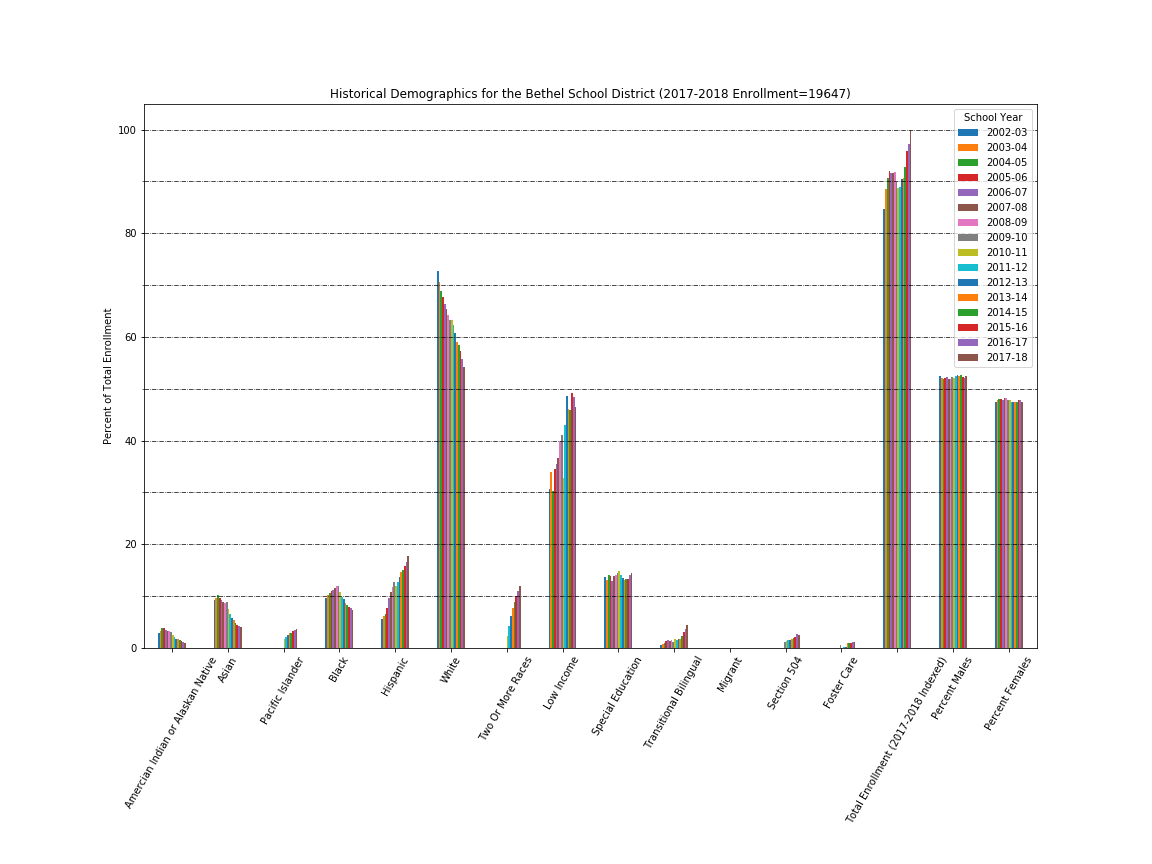 Historical Demographics for the Bethel School District (2017-2018 Enrollment=19647)
Percent of Total Enrollment
100
80
60
40
20
0
School Year
2002-03
2003-04
2004-05
2005-06
2006-07
2007-08
2008-09
2009-10
2010-11
2011-12
2012-13
2013-14
2014-15
2015-16
2016-17
2017-18
Amercian Indian or Alaskan Native
Asian
Pacific Islander
Black
Hispanic
White
Two Or More Races
Low Income
Special Education
Transitional Bilingual
Migrant
Section 504
Foster Care
Total Enrollment (2017-2018 Indexed)
Percent Males
Percent Females